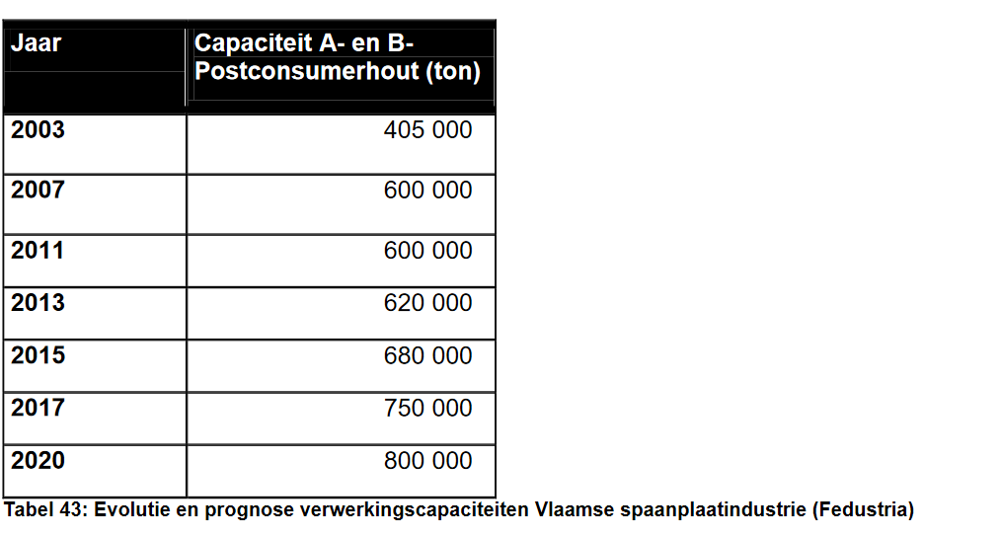 Jaar
Capaciteit A- en B-
Postconsumerhout (ton)
2003 405 000
2007 600 000
2011 600 000
2013 620 000
2015 680 000
2017 750 000
2020 800 000
Tabel 43: Evolutie en prognose verwerkingscapaciteiten Vlaamse spaanplaatindustrie (Fedustria)